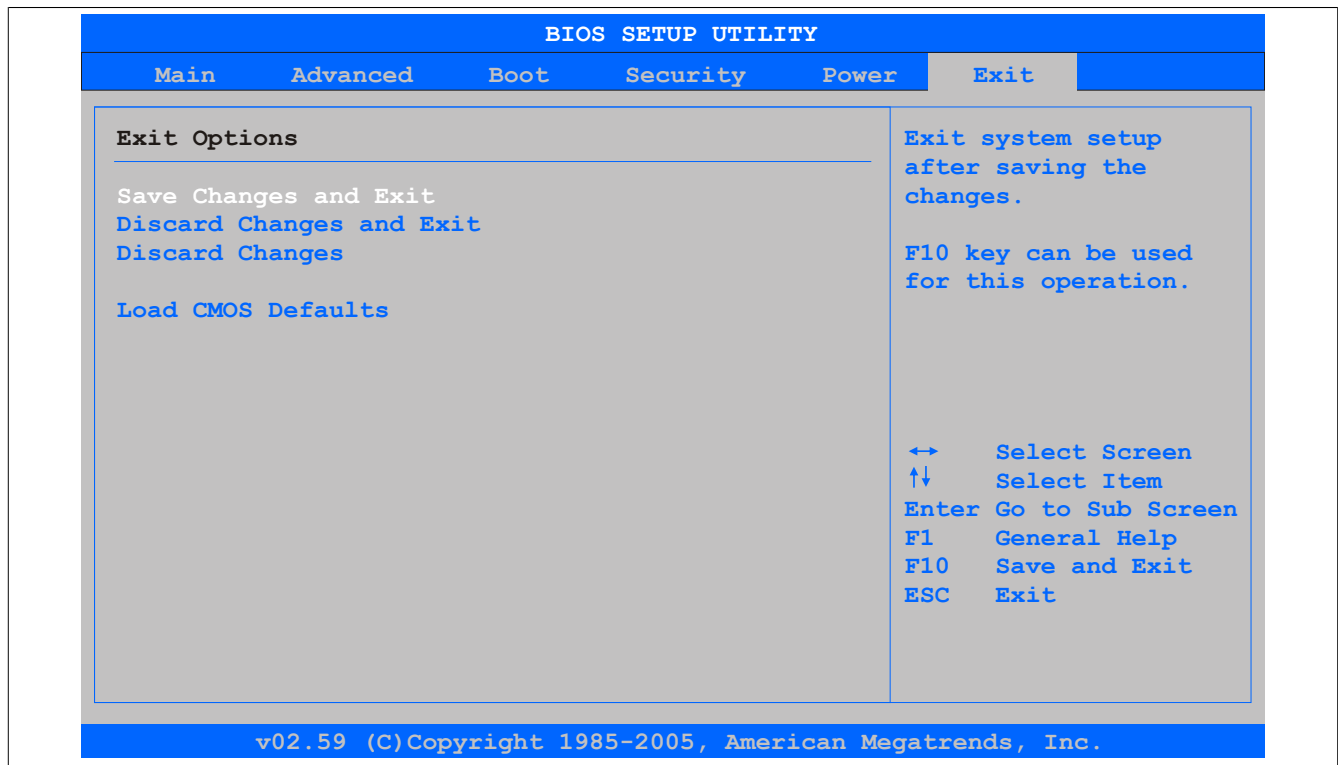 BIOS SETUP UTILITY
Main Advanced Boot Security Power Exit
Exit Options
Save Changes and Exit
Discard Changes and Exit
Discard Changes
Load CMOS Defaults
Exit system setup
after saving the
changes.
F10 key can be used
for this operation.
↔ Select Screen
↑↓ Select Item
Enter Go to Sub Screen
F1 General Help
F10 Save and Exit
ESC Exit
v02.59 (C)Copyright 1985-2005, American Megatrends, Inc.